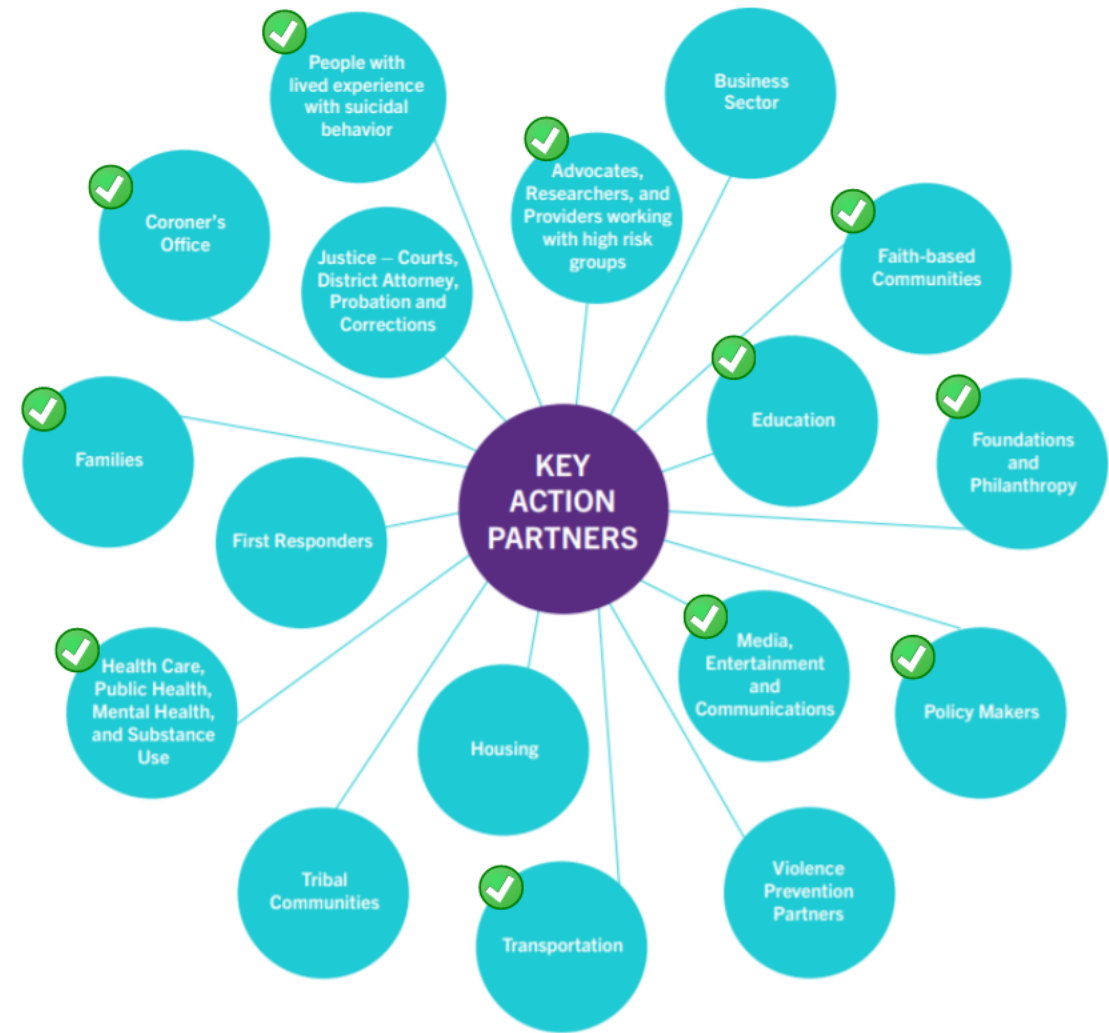 People with
lived experience
with suicidal
behavior
Business
Sector
Advocates,
Researchers, and
Providers working
with high risk
groups
Coroner's
Office
Justice – Courts,
District Attorney,
Probation and
Corrections
Faith-based
Communities
Education
Foundations
and
Philanthropy
Families
KEY
ACTION
PARTNERS
First Responders
Health Care,
Public Health,
Mental Health,
and Substance
Use
Media,
Entertainment
and
Communications
Policy Makers
Housing
Tribal
Communities
Transportation
Violence
Prevention
Partners